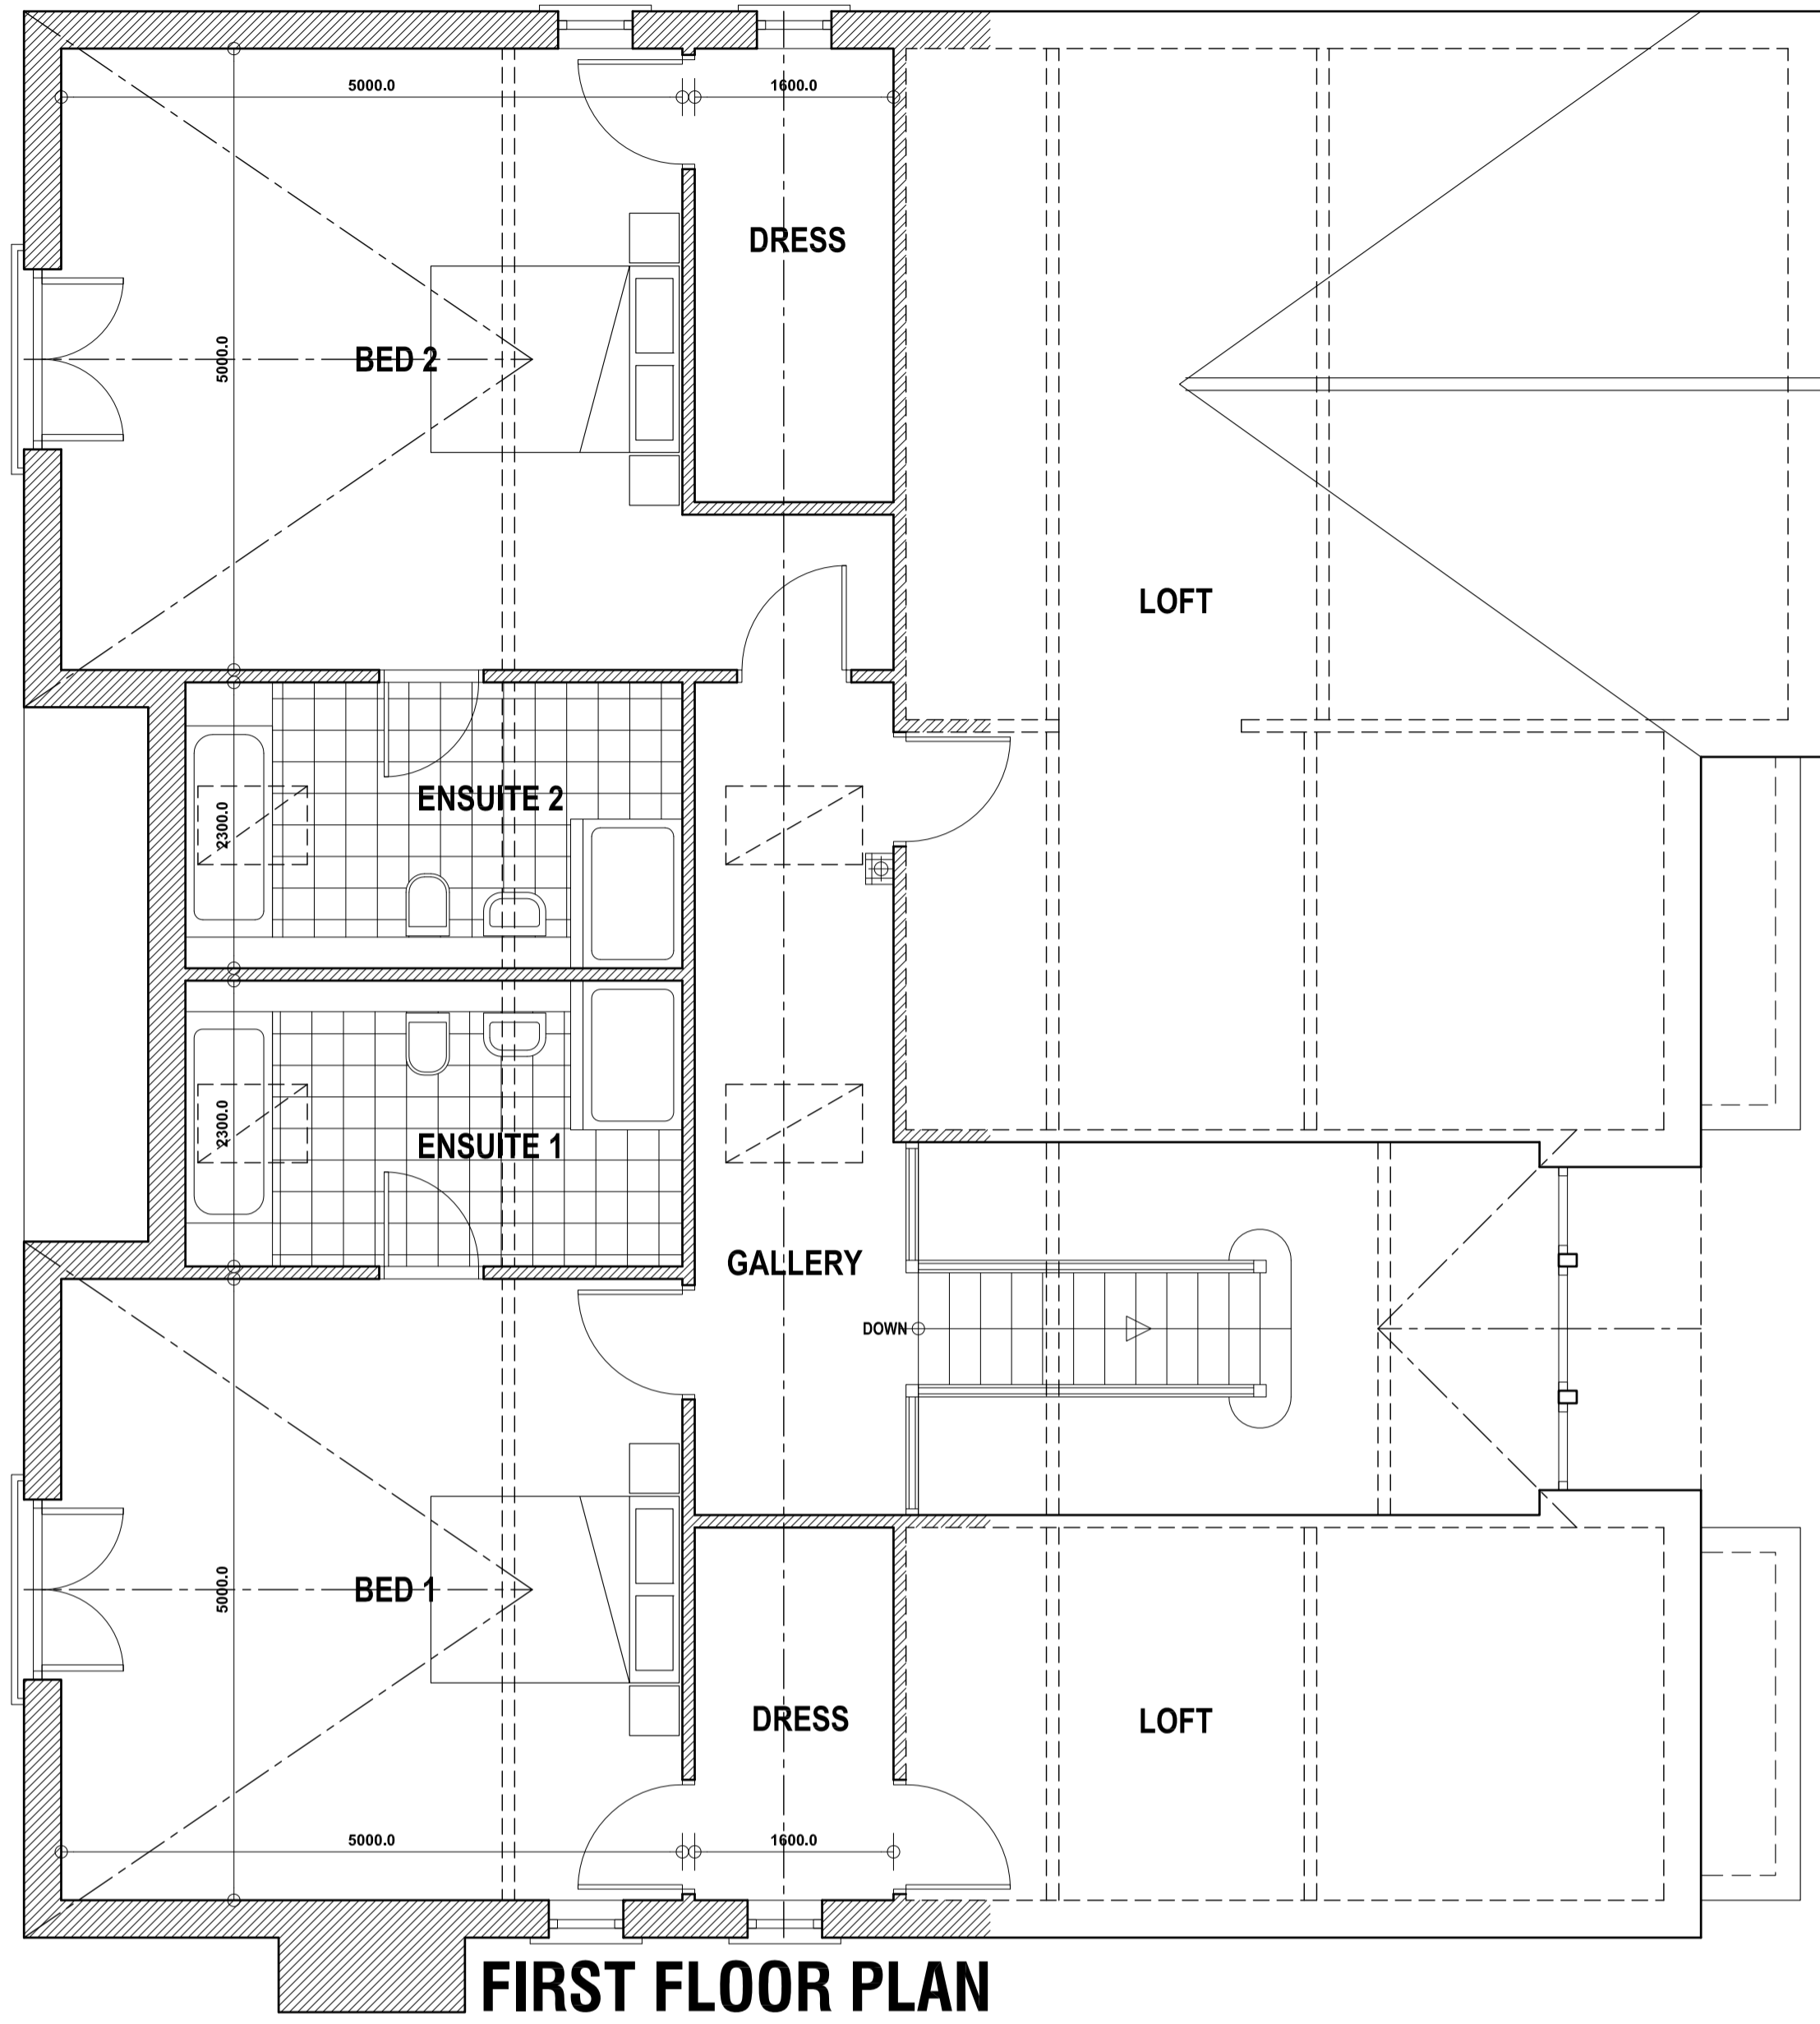 5000.0
1600.0
DRESS
5000.0
BED 2
LOFT
2300.0
ENSUITE 2
2300.0
ENSUITE 1
GALLERY
DOWN
5000.0
BED 1
DRESS
LOFT
5000.0
1600.0
FIRST FLOOR PLAN